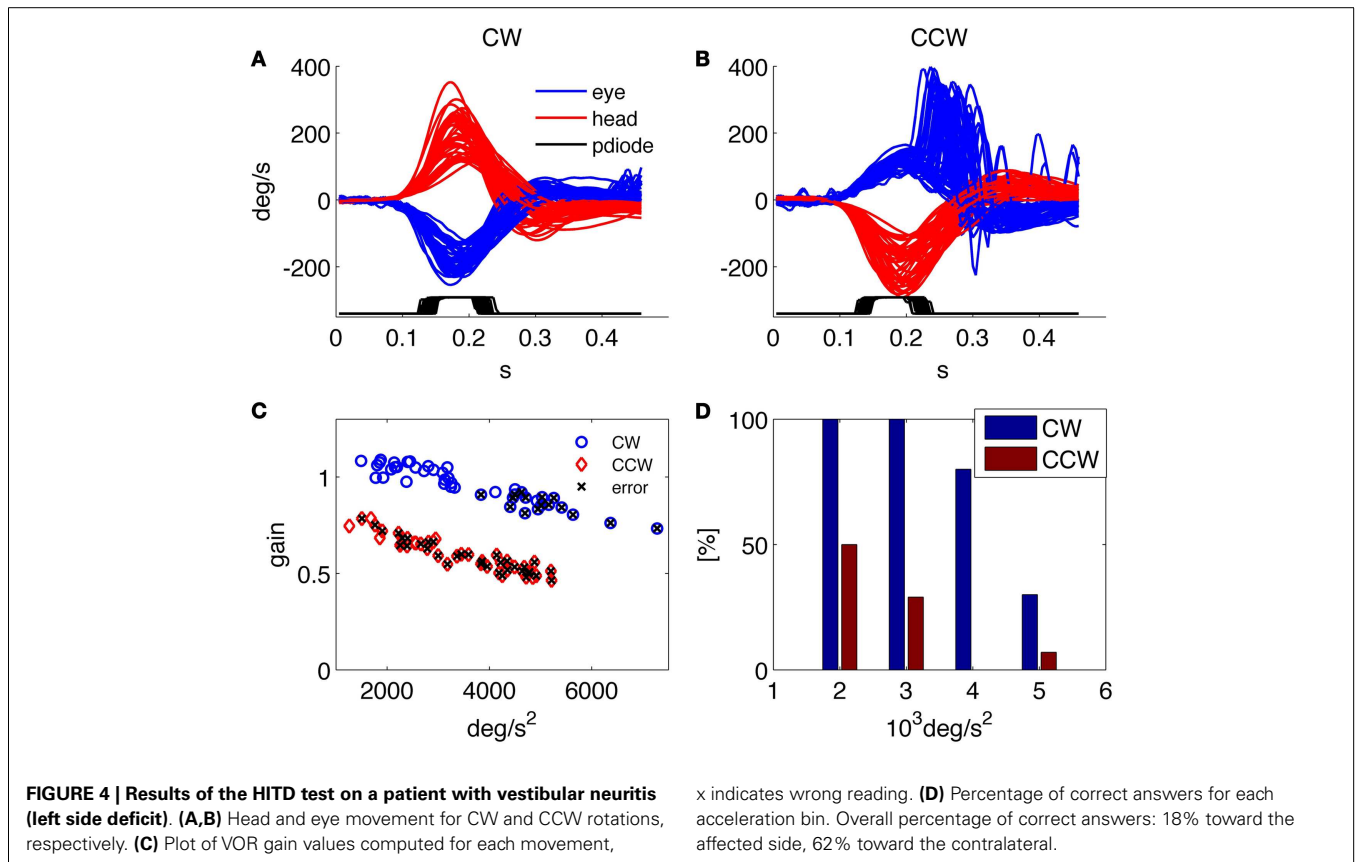 CW
CCW
A
B
400
200
0
-200
deg/s
eye
head
pdiode
0
0.1
0.2
0.3
0.4
s
400
200
0
-200
0
0.1
0.2
0.3
0.4
s
C
D
1
0.5
0
gain
CW
CCW
error
2000
4000
6000
deg/s²
100
50
0
[%]
CW
CCW
1
2
3
4
5
6
10³deg/s²
FIGURE 4 | Results of the HITD test on a patient with vestibular neuritis
(left side deficit). (A,B) Head and eye movement for CW and CCW rotations,
respectively. (C) Plot of VOR gain values computed for each movement,
x indicates wrong reading. (D) Percentage of correct answers for each
acceleration bin. Overall percentage of correct answers: 18% toward the
affected side, 62% toward the contralateral.